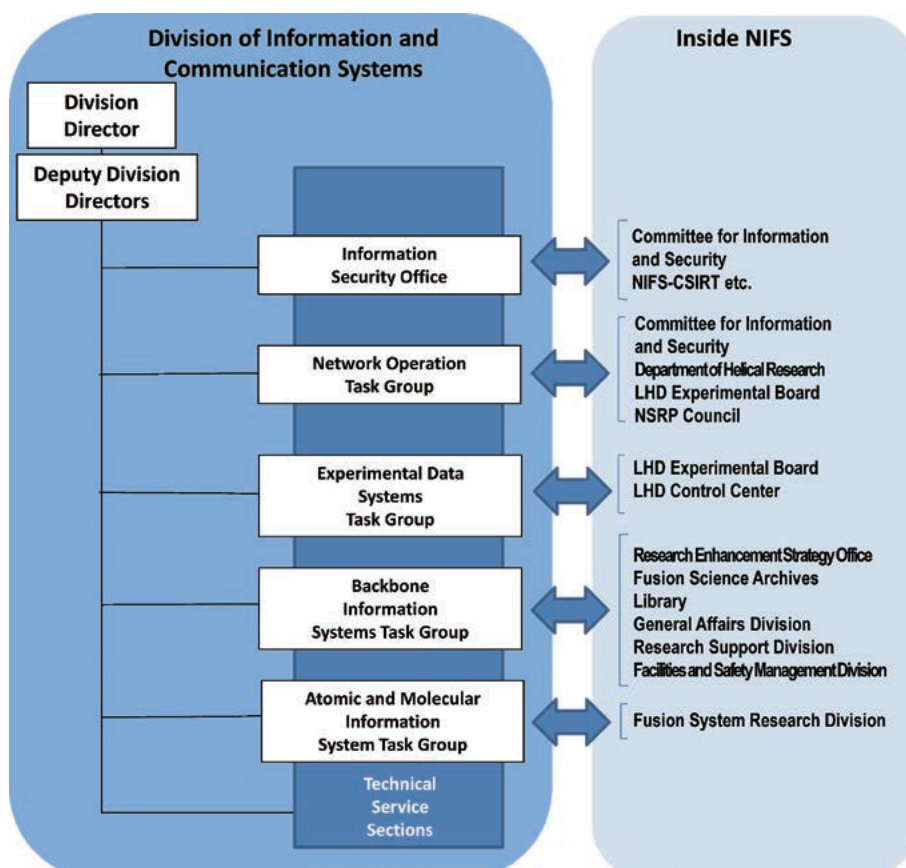 Division of Information and
Communication Systems
Division
Director
Deputy Division
Directors
Information
Security Office
Network Operation
Task Group
Experimental Data
Systems
Task Group
Backbone
Information
Systems Task Group
Atomic and Molecular
Information
System Task Group
Technical
Service
Sections
Inside NIFS
Committee for Information
and Security
NIFS-CSIRT etc.
Committee for Information
and Security
Department of Helical Research
LHD Experimental Board
NSRP Council
LHD Experimental Board
LHD Control Center
Research Enhancement Strategy Office
Fusion Science Archives
Library
General Affairs Division
Research Support Division
Facilities and Safety Management Division
Fusion System Research Division